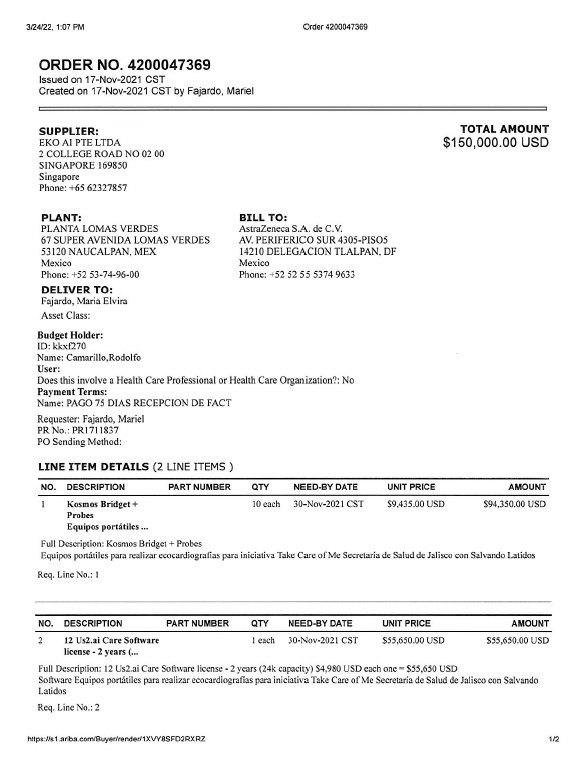 3/24/22, 1:07 PM Order 4200047369
ORDER NO. 4200047369
Issued on 17-Nov-2021 CST
Created on 17-Nov-2021 CST by Fajardo, Mariel
SUPPLIER:
EKO AI PTE LTDA
2 COLLEGE ROAD NO 02 00
SINGAPORE 169850
Singapore
Phone: +65 62327857
TOTAL AMOUNT
$150,000.00 USD
PLANT:
PLANTA LOMAS VERDES
67 SUPER AVENIDA LOMAS VERDES
53120 NAUCALPAN, MEX
Mexico
Phone: +52 53-74-96-00
BILL TO:
AstraZeneca S.A. de C.V.
AV. PERIFERICO SUR 4305-PISO5
14210 DELEGACION TLALPAN, DF
Mexico
Phone: +52 52 55 5374 9633
DELIVER TO:
Fajardo, Maria Elvira
Asset Class:
Budget Holder:
ID: kkxf270
Name: Camarillo,Rodolfo
User:
Does this involve a Health Care Professional or Health Care Organization?: No
Payment Terms:
Name: PAGO 75 DIAS RECEPCION DE FACT
Requester: Fajardo, Mariel
PR No.: PR1711837
PO Sending Method:
LINE ITEM DETAILS (2 LINE ITEMS )
NO. DESCRIPTION PART NUMBER QTY NEED-BY DATE UNIT PRICE AMOUNT
1 Kosmos Bridget + 10 each 30-Nov-2021 CST $9,435.00 USD $94,350.00 USD
Probes
Equipos portátiles ...
Full Description: Kosmos Bridget + Probes
Equipos portátiles para realizar ecocardiografias para iniciativa Take Care of Me Secretaría de Salud de Jalisco con Salvando Latidos
Req. Line No.: 1
NO. DESCRIPTION PART NUMBER QTY NEED-BY DATE UNIT PRICE AMOUNT
2 12 Us2.ai Care Software 1 each 30-Nov-2021 CST $55,650.00 USD $55,650.00 USD
license - 2 years (...
Full Description: 12 Us2.ai Care Software license - 2 years (24k capacity) $4,980 USD each one = $55,650 USD
Software Equipos portátiles para realizar ecocardiografías para iniciativa Take Care of Me Secretaría de Salud de Jalisco con Salvando
Latidos
Req. Line No.: 2
https://s1.ariba.com/Buyer/render/1XVY8SFD2RXRZ 1/2